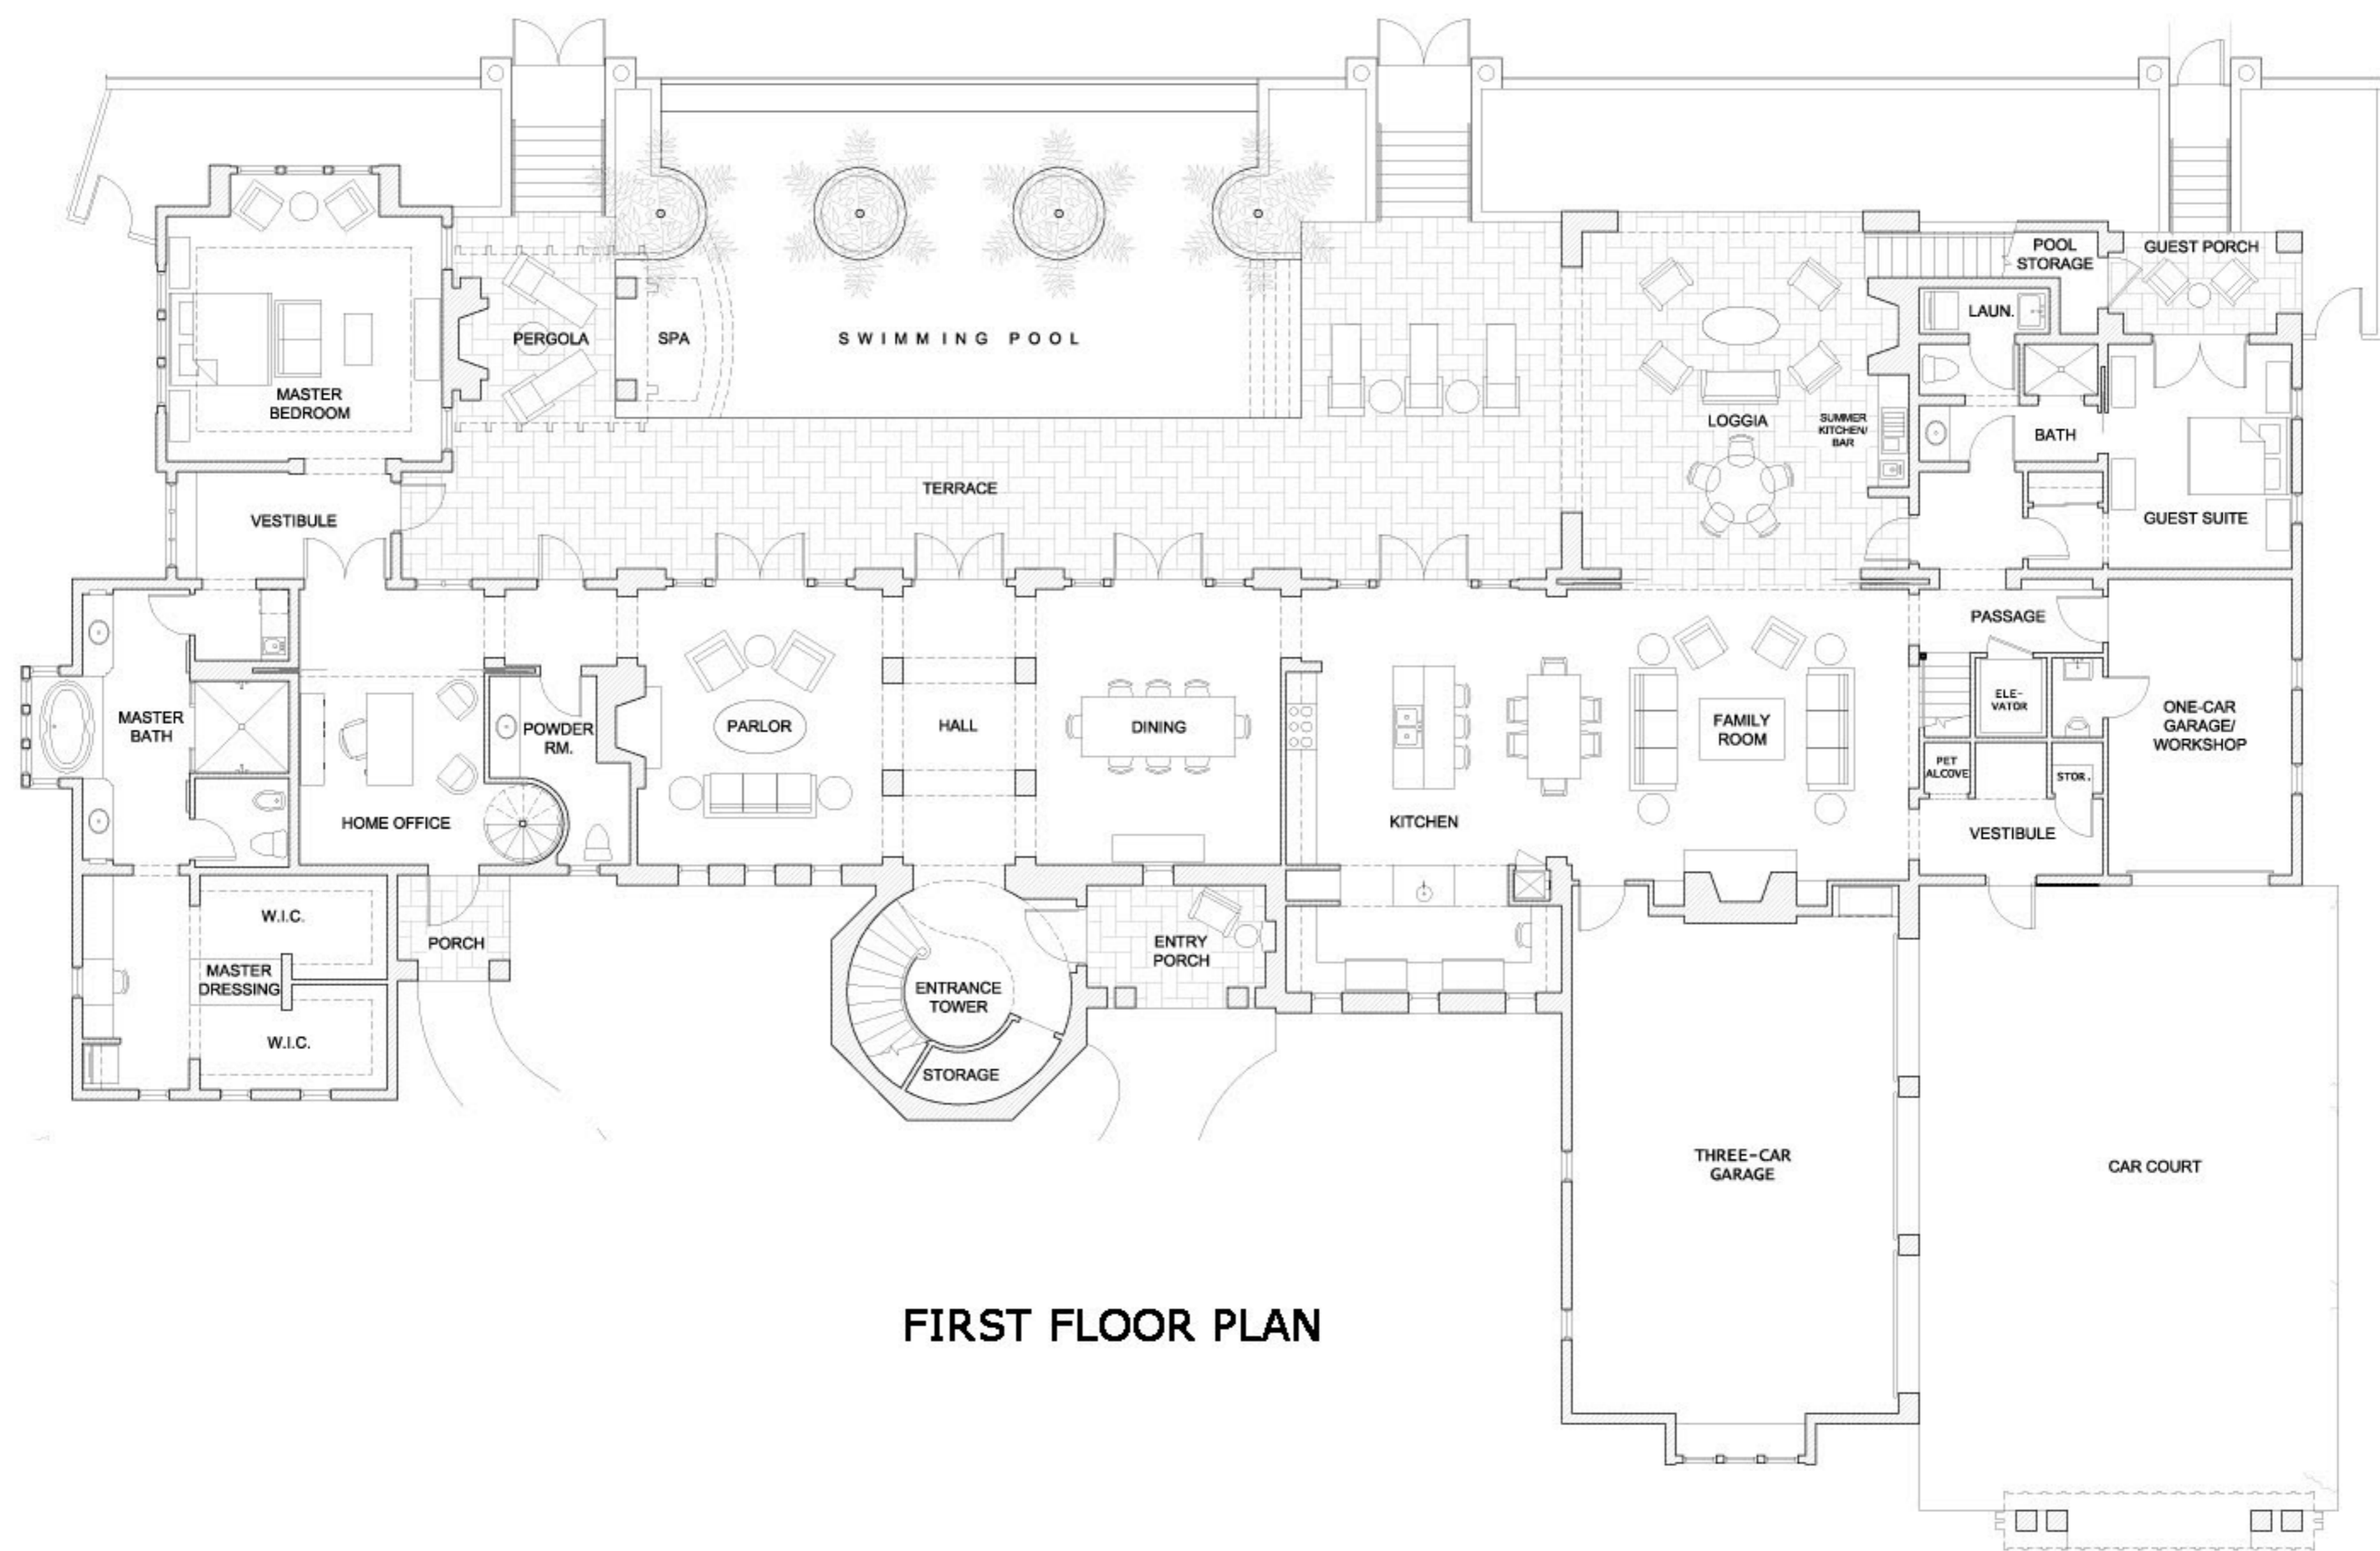 POOL
STORAGE
GUEST PORCH
LAUN.
PERGOLA
SPA
SWIMMING POOL
MASTER
BEDROOM
LOGGIA
SUMMER
KITCHEN/
BAR
BATH
TERRACE
VESTIBULE
GUEST SUITE
PASSAGE
MASTER
BATH
POWDER
RM.
PARLOR
HALL
DINING
FAMILY
ROOM
ELE-
VATOR
ONE-CAR
GARAGE/
WORKSHOP
PET
ALCOVE
STOR.
HOME OFFICE
KITCHEN
VESTIBULE
W.I.C.
PORCH
ENTRY
PORCH
MASTER
DRESSING
ENTRANCE
TOWER
W.I.C.
STORAGE
THREE-CAR
GARAGE
CAR COURT
FIRST FLOOR PLAN